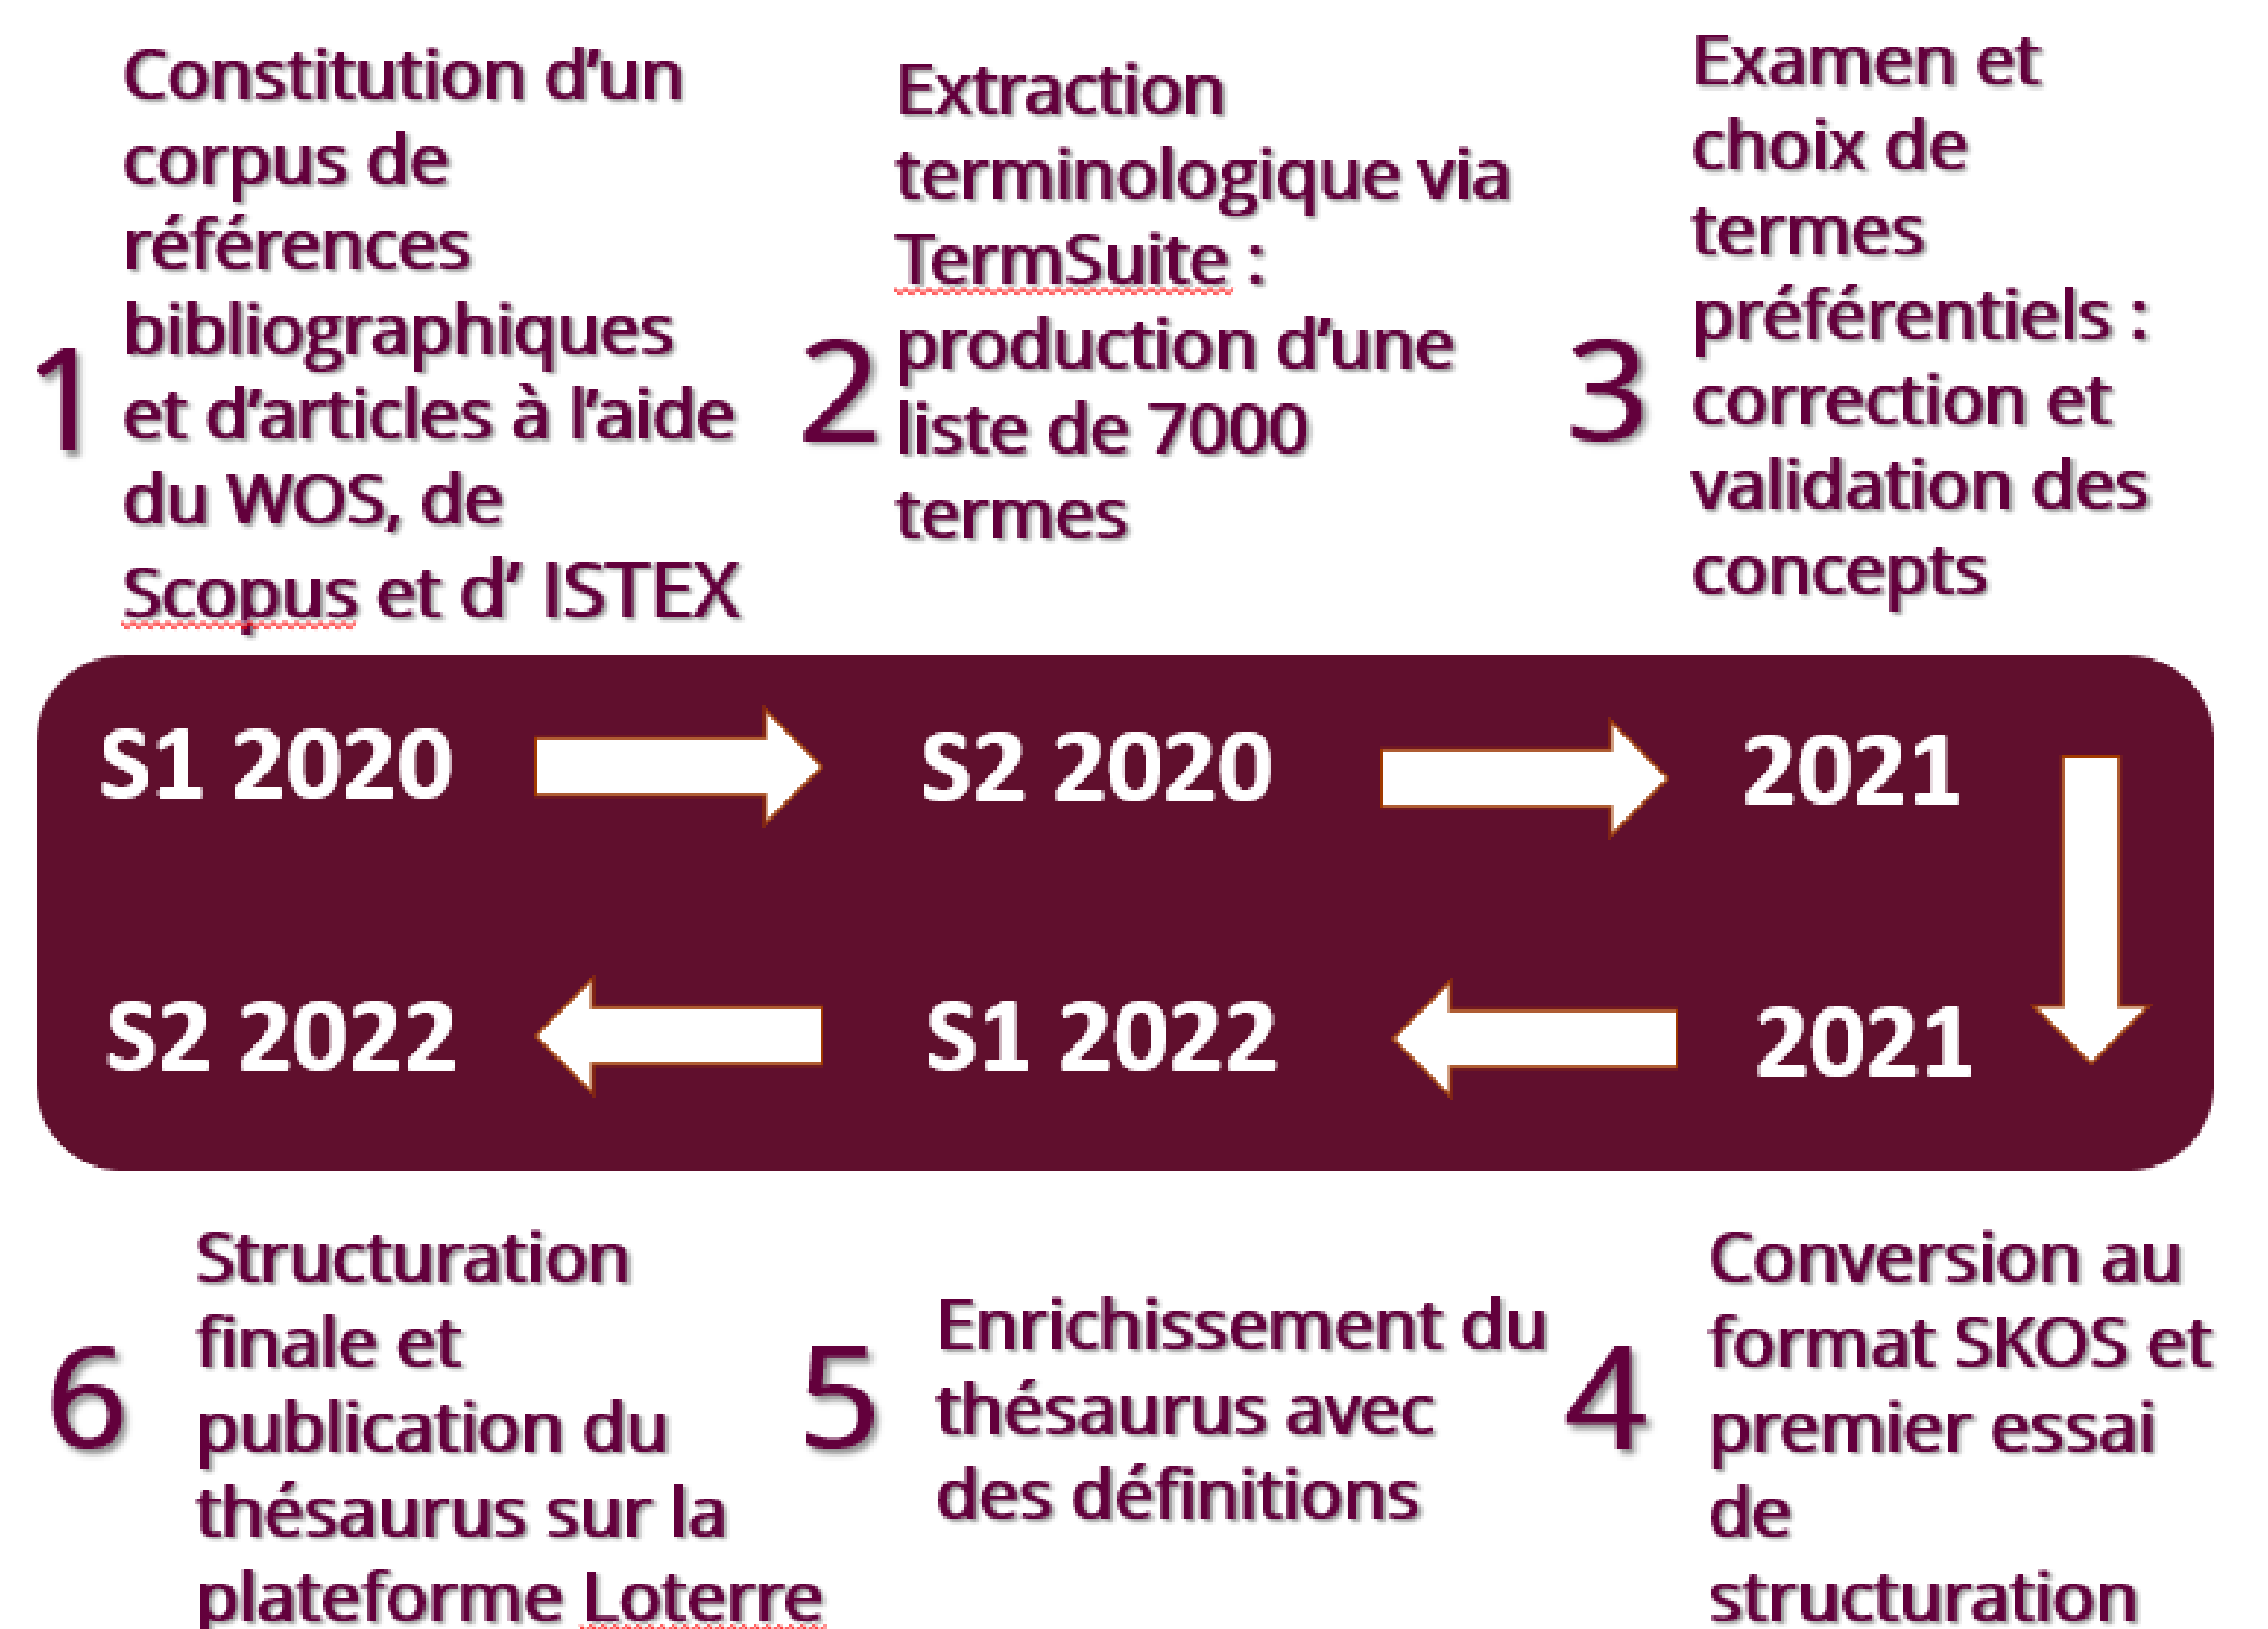 1
Constitution d’un
corpus de
références
bibliographiques
et d’articles à l’aide
du WOS, de
Scopus et d’ ISTEX
2
Extraction
terminologique via
TermSuite :
production d’une
liste de 7000
termes
3
Examen et
choix de
termes
préférentiels :
correction et
validation des
concepts
S1 2020
S2 2020
2021
S2 2022
S1 2022
2021
6
Structuration
finale et
publication du
thésaurus sur la
plateforme Loterre
5
Enrichissement du
thésaurus avec
des définitions
4
Conversion au
format SKOS et
premier essai
de
structuration